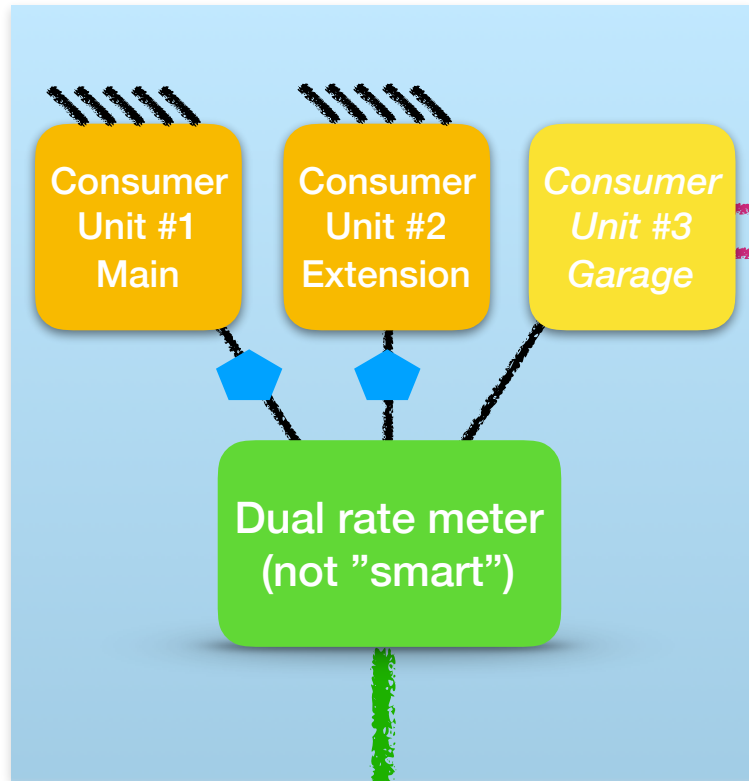 Consumer
Unit #1
Main
Consumer
Unit #2
Extension
Consumer
Unit #3
Garage
Dual rate meter
(not ”smart”)